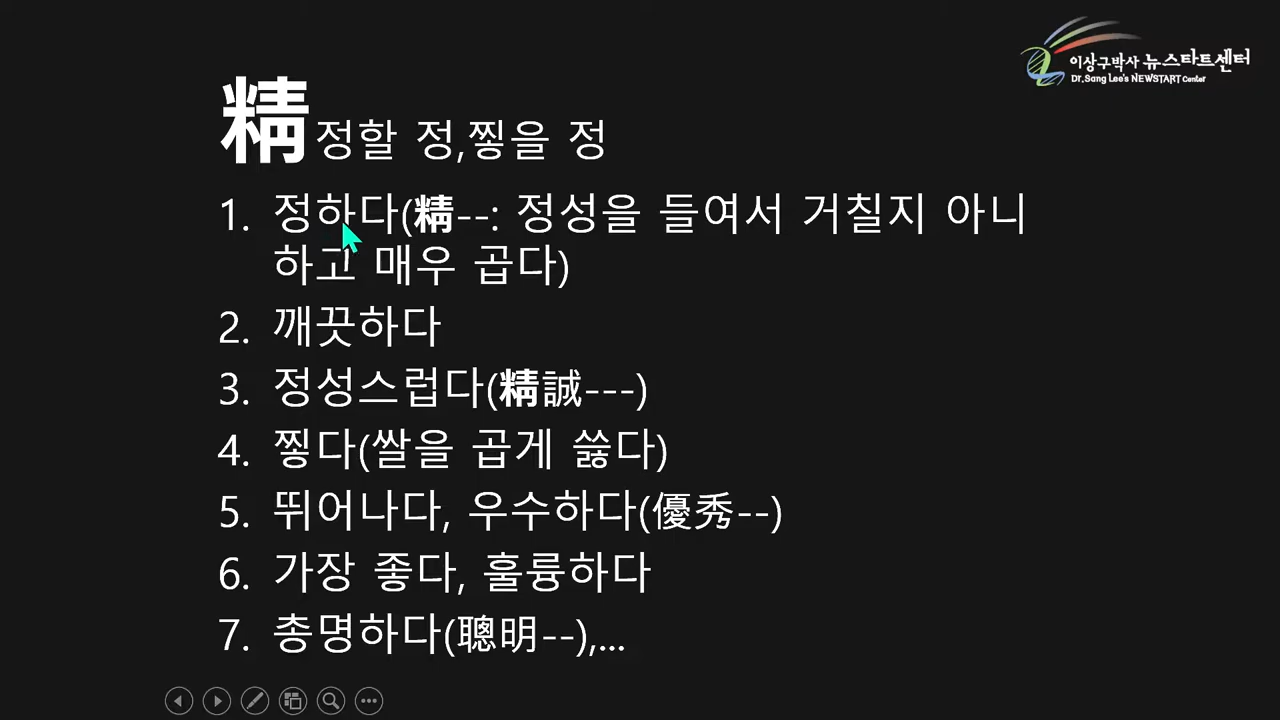 이상구박사 뉴스타트센터
Dr. Sang Lee's NEWSTART Center
精정할 정,찧을 정
1. 정하다(精--: 정성을 들여서 거칠지 아니
하고 매우 곱다)
2. 깨끗하다
3. 정성스럽다(精誠---)
4. 찧다(쌀을 곱게 쓿다)
5. 뛰어나다, 우수하다(優秀--)
6. 가장 좋다, 훌륭하다
7. 총명하다(聰明--),...